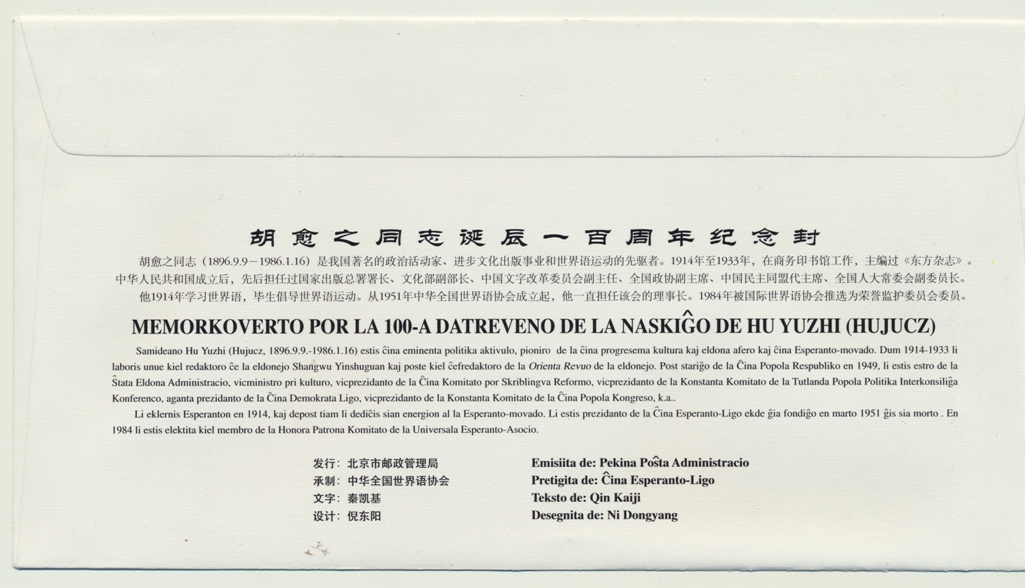 胡愈之同志诞辰一百周年纪念封
胡愈之同志（1896.9.9－1986.1.16）是我国著名的政治活动家、进步文化出版事业和世界语运动的先驱者。1914年至1933年，在商务印书馆工作，主编过《东方杂志》。
中华人民共和国成立后，先后担任过国家出版总署署长、文化部副部长、中国文字改革委员会副主任、全国政协副主席、中国民主同盟代主席、全国人大常委会副委员长。
他1914年学习世界语，毕生倡导世界语运动。从1951年中华全国世界语协会成立起，他一直担任该会的理事长。1984年被国际世界语协会推选为荣誉监护委员会委员。
MEMORKOVERTO POR LA 100-A DATREVENO DE LA NASKIĜO DE HU YUZHI (HUJUCZ)
Samideano Hu Yuzhi (Hujucz, 1896.9.9.-1986.1.16) estis ĉina eminenta politika aktivulo, pioniro de la ĉina progresema kultura kaj eldona afero kaj ĉina Esperanto-movado. Dum 1914-1933 li
laboris unue kiel redaktoro ĉe la eldonejo Shangwu Yinshuguan kaj poste kiel ĉefredaktoro de la Orienta Revuo de la eldonejo. Post stariĝo de la Ĉina Popola Respubliko en 1949, li estis estro de la
Ŝtata Eldona Administracio, vicministro pri kulturo, vicprezidanto de la Ĉina Komitato por Skriblingva Reformo, vicprezidanto de la Konstanta Komitato de la Tutlanda Popola Politika Interkonsiliĝa
Konferenco, aganta prezidanto de la Ĉina Demokrata Ligo, vicprezidanto de la Konstanta Komitato de la Ĉina Popola Kongreso, k.a..
Li eklernis Esperanton en 1914, kaj depost tiam li dediĉis sian energion al la Esperanto-movado. Li estis prezidanto de la Ĉina Esperanto-Ligo ekde ĝia fondiĝo en marto 1951 ĝis sia morto . En
1984 li estis elektita kiel membro de la Honora Patrona Komitato de la Universala Esperanto-Asocio.
发行：北京市邮政管理局
承制：中华全国世界语协会
文字：秦凯基
设计：倪东阳
Emisiita de: Pekina Poŝta Administracio
Pretigita de: Ĉina Esperanto-Ligo
Teksto de: Qin Kaiji
Desegnita de: Ni Dongyang